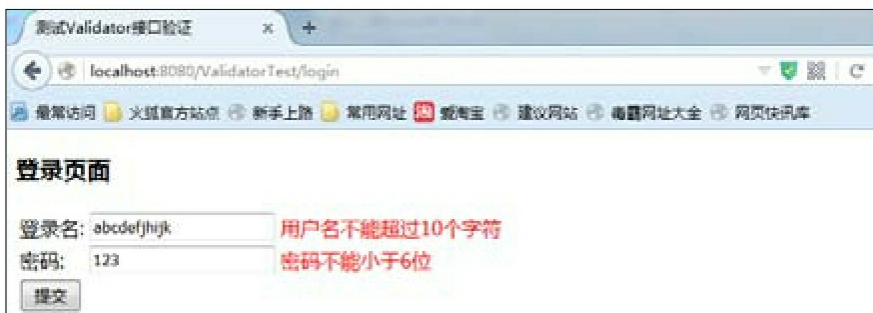 测试Validator接口验证
localhost:8080/ValidatorTest/login
最常访问 火狐官方站点 新手上路 常用网址 淘 爱淘宝 建议网站 毒霸网址大全 网页快讯库
登录页面
登录名: abcdefjhijk 用户名不能超过10个字符
密码: 123 密码不能小于6位
提交